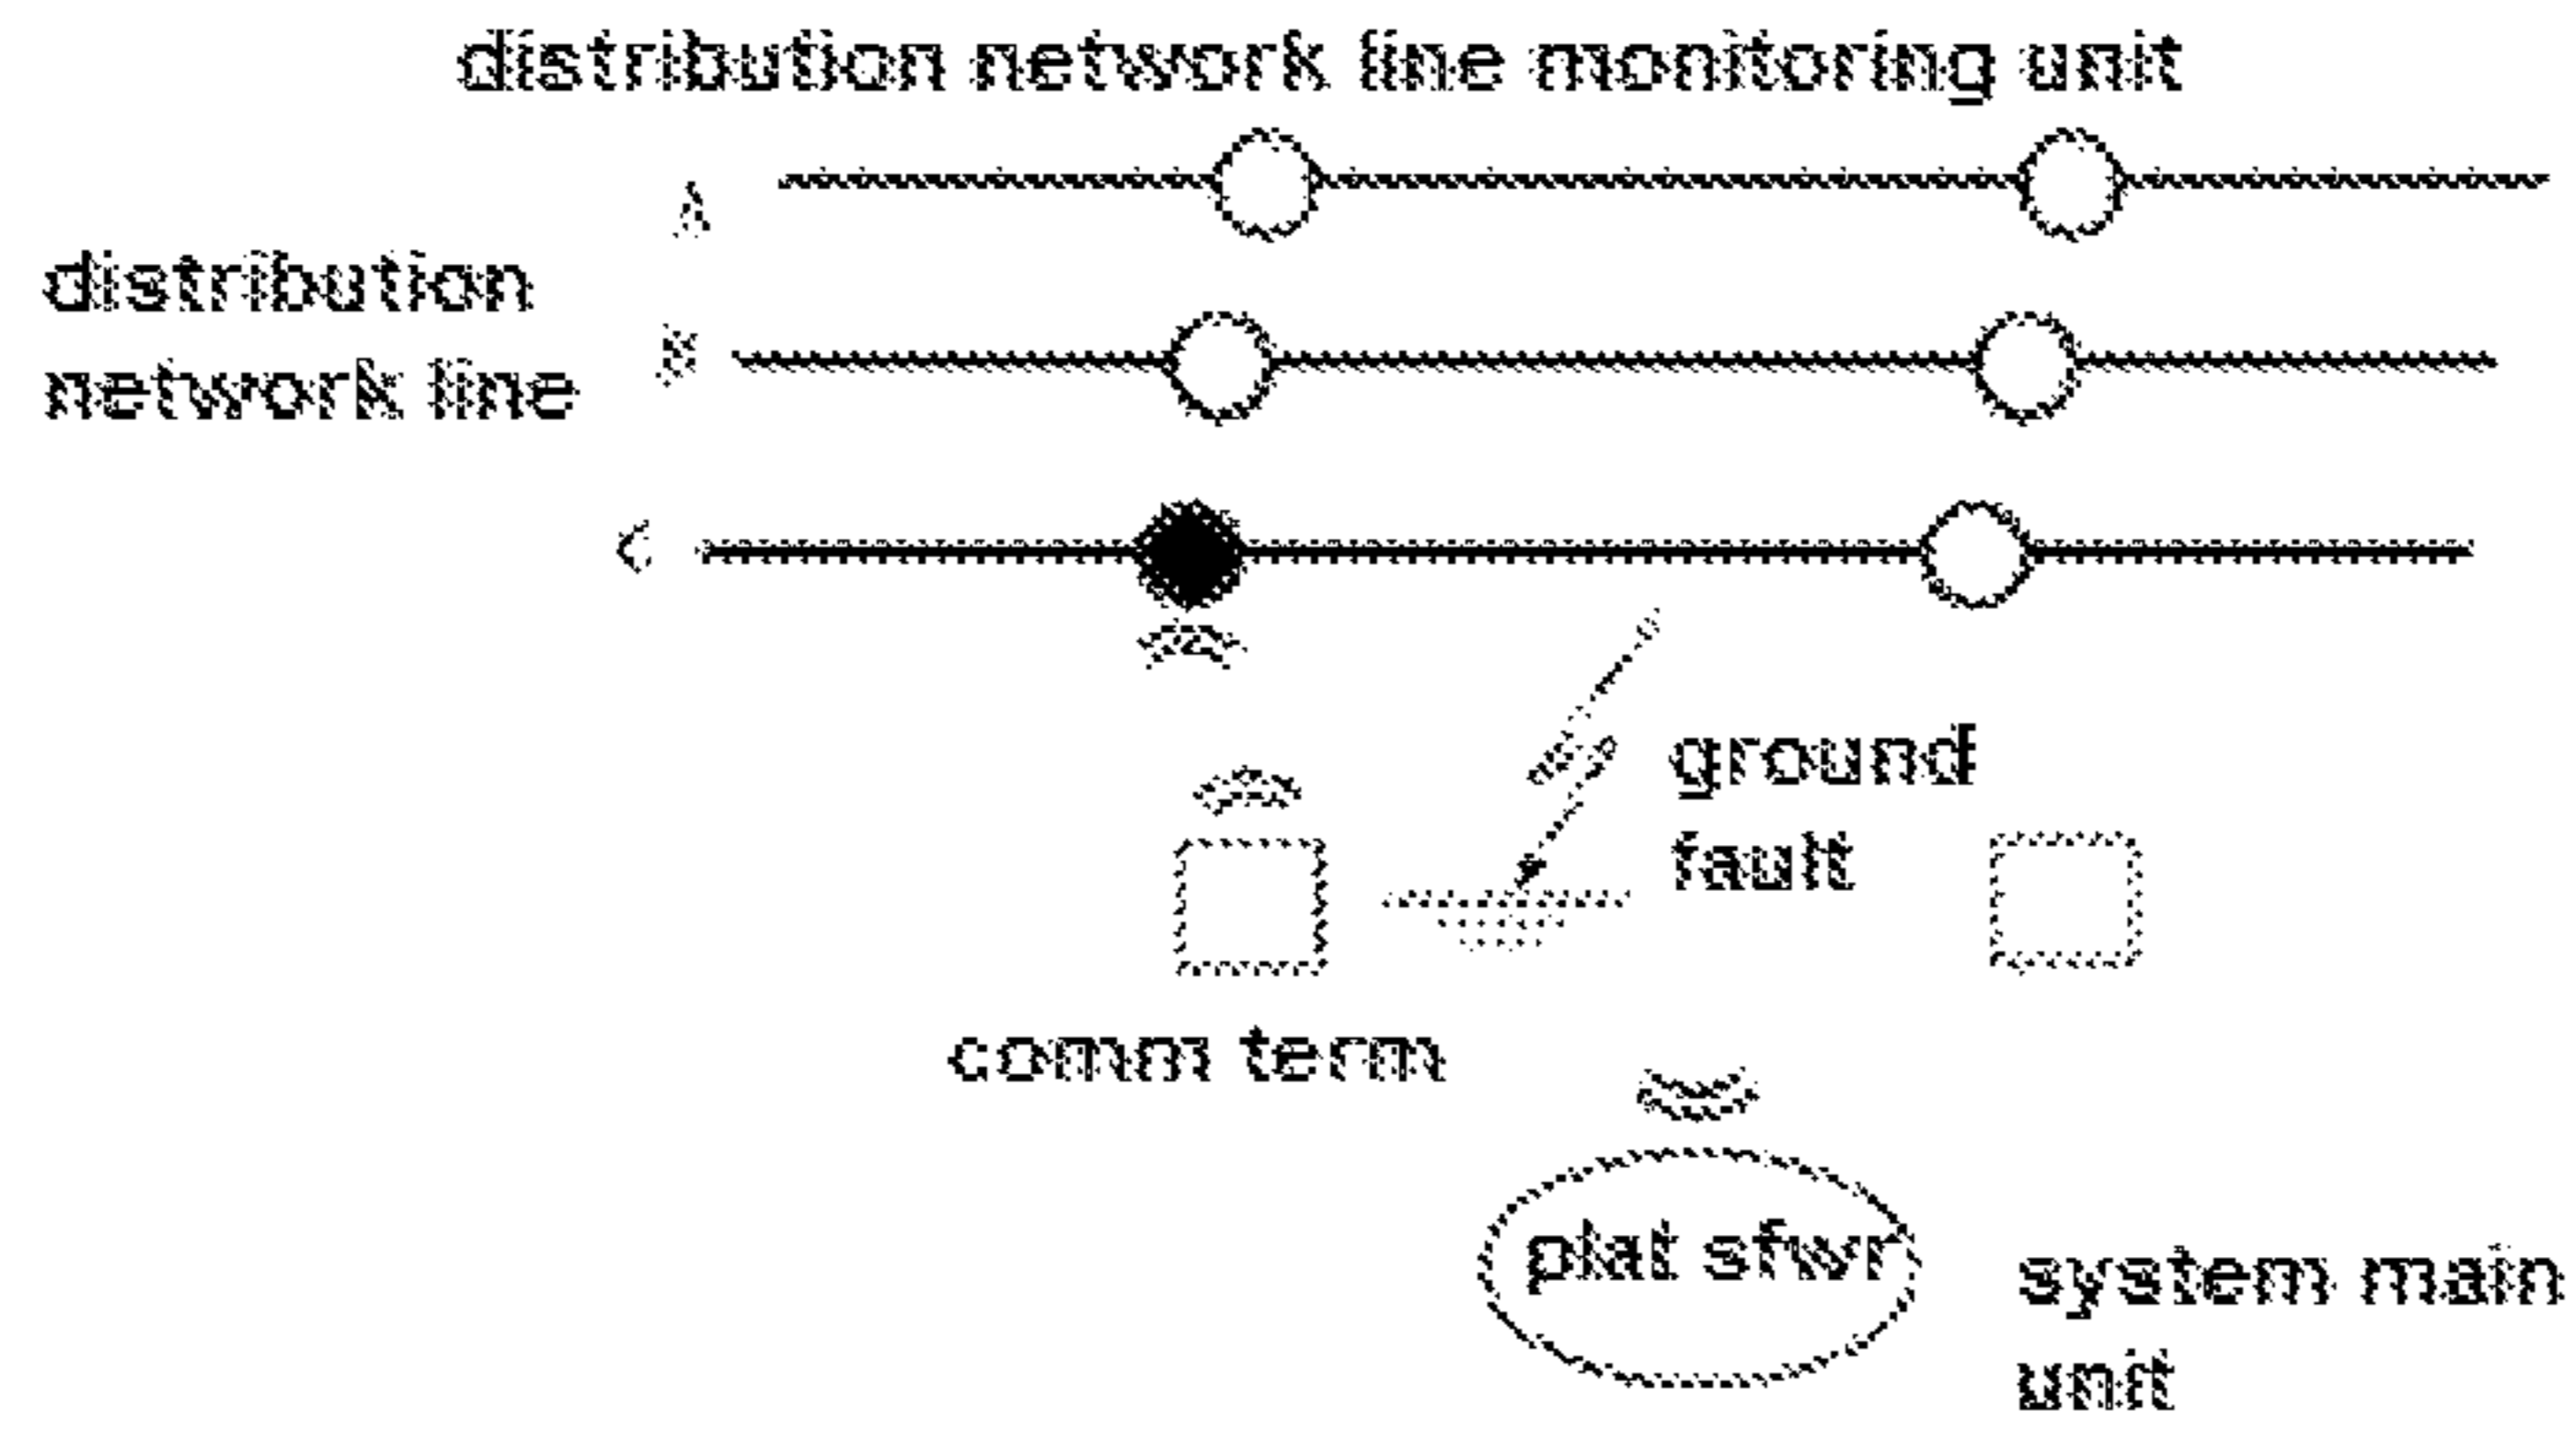 distribution network line monitoring unit
A
distribution
network line
B
C
ground
fault
comm term
plat sfwr
system main
unit